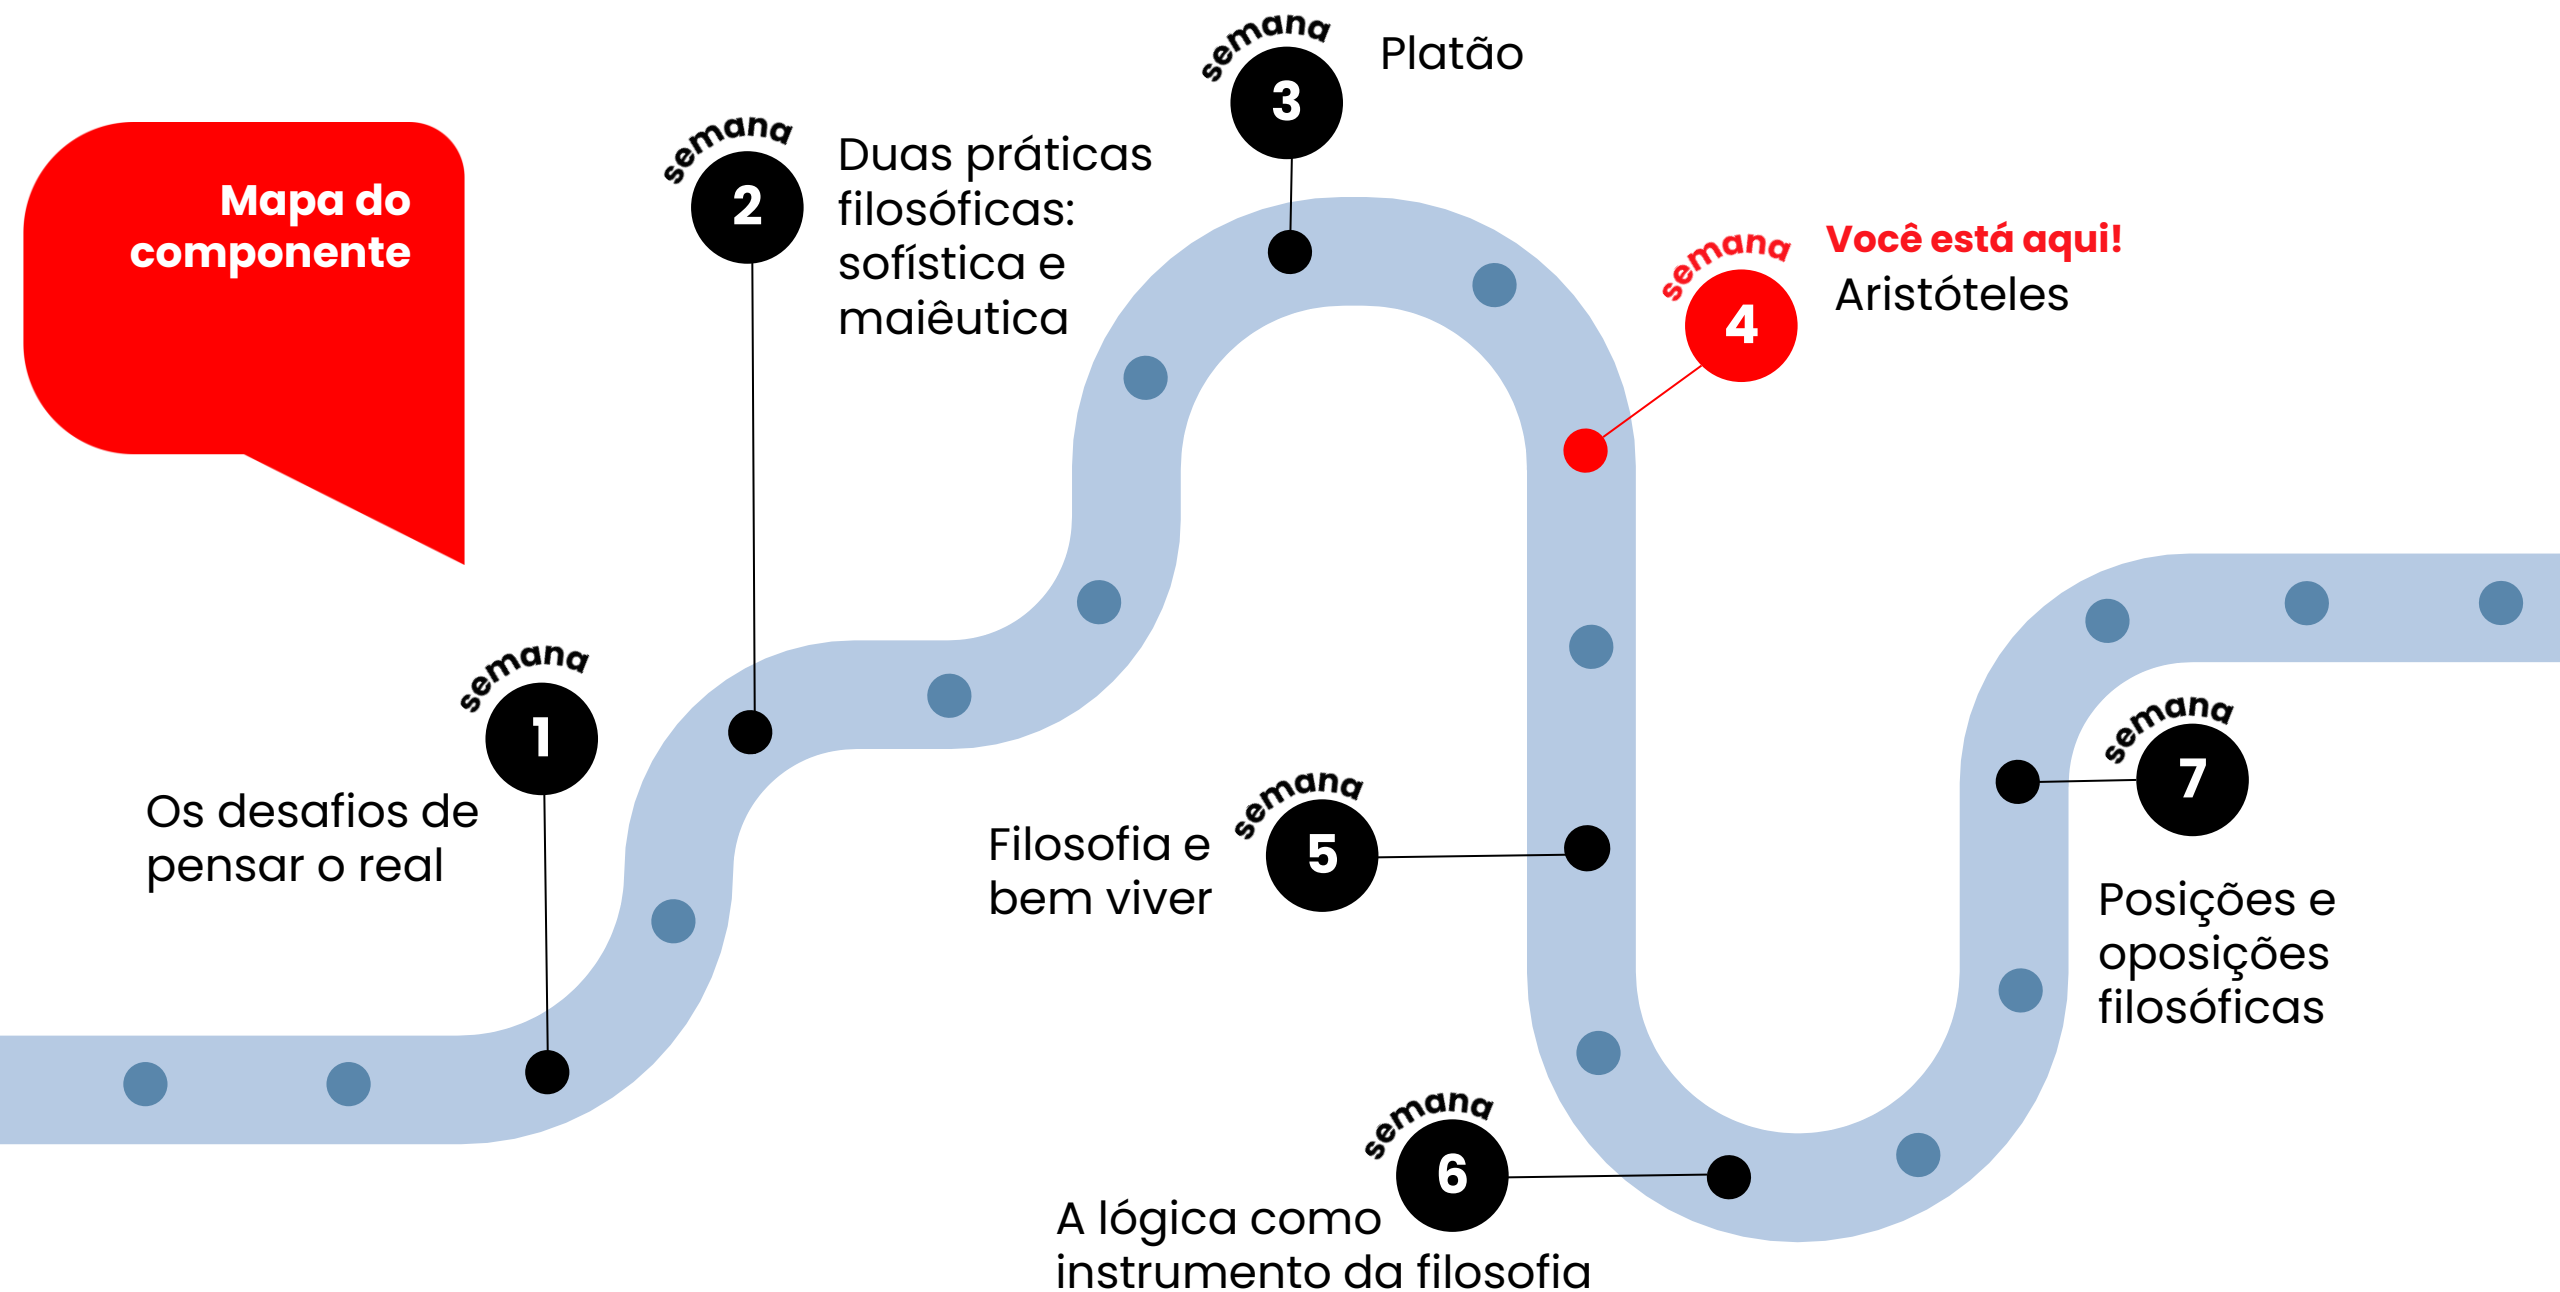 Mapa do
componente
semana
1
Os desafios de
pensar o real
semana
2
Duas práticas
filosóficas:
sofística e
maiêutica
semana
3
Platão
semana
4
Você está aqui!
Aristóteles
semana
5
Filosofia e
bem viver
semana
6
A lógica como
instrumento da filosofia
semana
7
Posições e
oposições
filosóficas